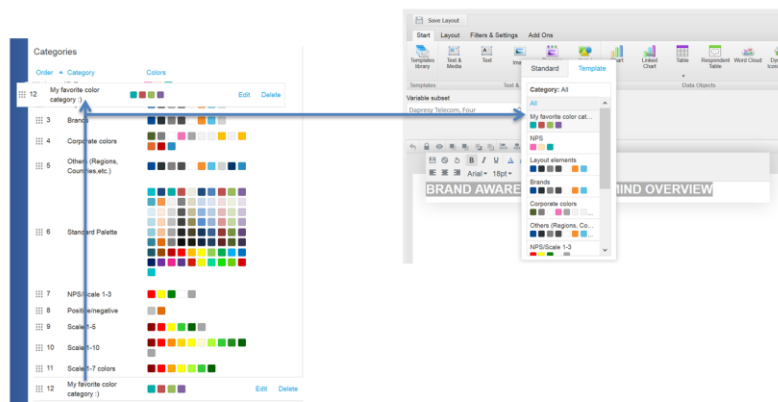 Categories
Order Category Colors
12 My favorite color
category :) Edit Delete
3 Brands
4 Corporate colors
5 Others (Regions,
Countries,etc.)
6 Standard Palette
7 NPS/Scale 1-3
8 Positive/negative
9 Scale 1-5
10 Scale 1-10
11 Scale 1-7 colors
12 My favorite color
category :) Edit Delete
Save Layout
Start Layout Filters & Settings Add Ons
Templates
library
Text &
Media
Text
Linked
Chart
Table
Respondent
Table
Word Cloud
Templates Text & Data Objects
Variable subset
Dapresy Telecom, Four
B I U A
Arial 18pt
BRAND AWARE MIND OVERVIEW
Standard Template
Category: All
All
My favorite color cat...
NPS
Layout elements
Brands
Corporate colors
...
Others (Regions, Co...
NPS/Scale 1-3